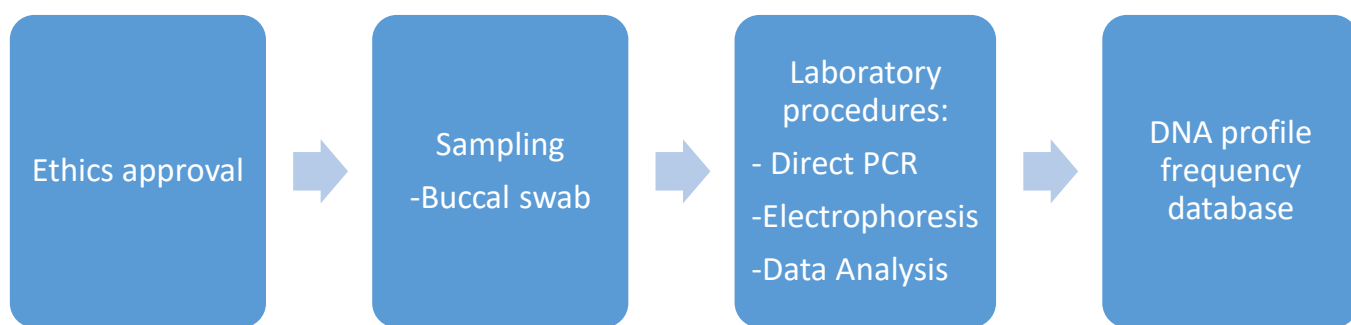 Ethics approval
Sampling
-Buccal swab
Laboratory
procedures:
- Direct PCR
-Electrophoresis
-Data Analysis
DNA profile
frequency
database